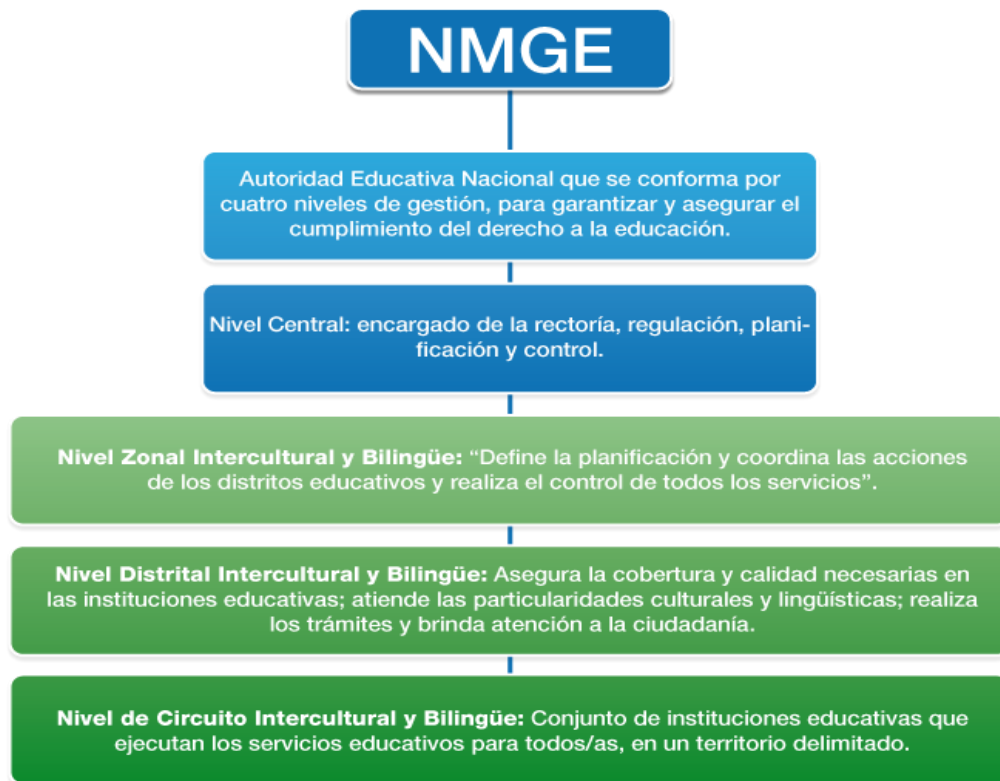 NMGE
Autoridad Educativa Nacional que se conforma por
cuatro niveles de gestión, para garantizar y asegurar el
cumplimiento del derecho a la educación.
Nivel Central: encargado de la rectoría, regulación, plani-
ficación y control.
Nivel Zonal Intercultural y Bilingüe: “Define la planificación y coordina las acciones
de los distritos educativos y realiza el control de todos los servicios”.
Nivel Distrital Intercultural y Bilingüe: Asegura la cobertura y calidad necesarias en
las instituciones educativas; atiende las particularidades culturales y lingüísticas; realiza
los trámites y brinda atención a la ciudadanía.
Nivel de Circuito Intercultural y Bilingüe: Conjunto de instituciones educativas que
ejecutan los servicios educativos para todos/as, en un territorio delimitado.